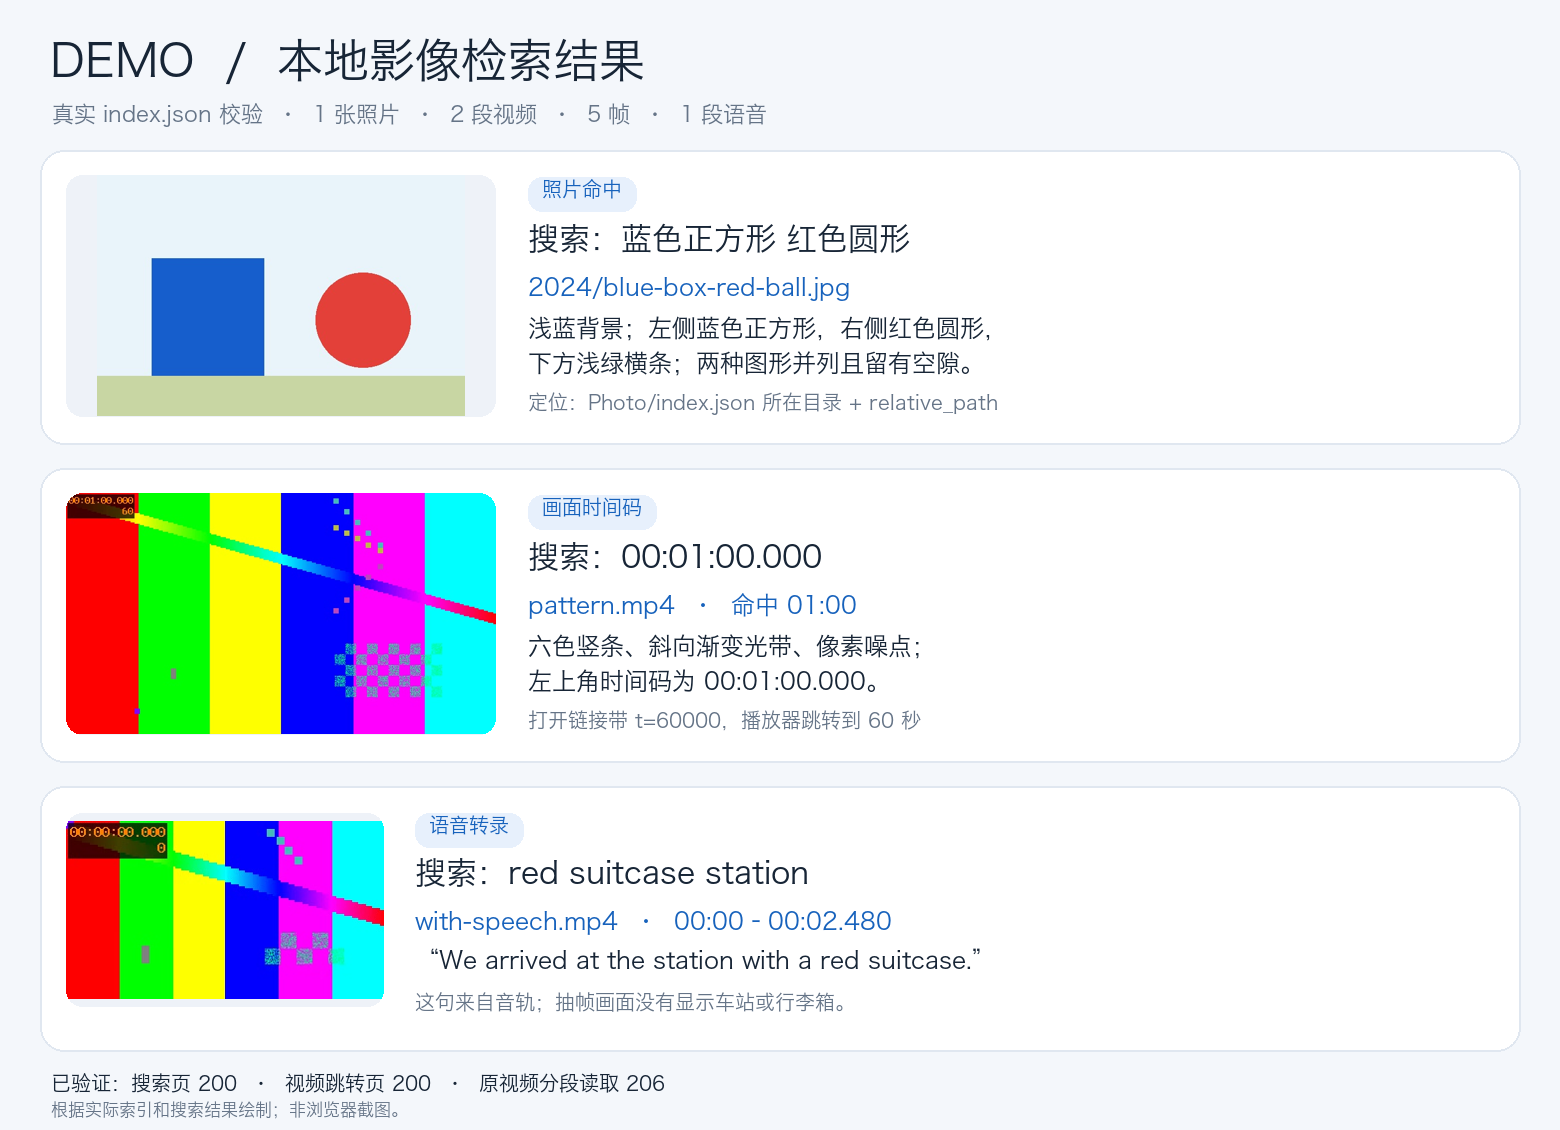 DEMO / 本地影像检索结果
真实 index.json 校验 · 1 张照片 · 2 段视频 · 5 帧 · 1 段语音
照片命中
搜索：蓝色正方形 红色圆形
2024/blue-box-red-ball.jpg
浅蓝背景；左侧蓝色正方形，右侧红色圆形，
下方浅绿横条；两种图形并列且留有空隙。
定位：Photo/index.json 所在目录 + relative_path
00:01:00.000
60
画面时间码
搜索：00:01:00.000
pattern.mp4 · 命中 01:00
六色竖条、斜向渐变光带、像素噪点；
左上角时间码为 00:01:00.000。
打开链接带 t=60000，播放器跳转到 60 秒
00:00:00.000
0
语音转录
搜索：red suitcase station
with-speech.mp4 · 00:00 - 00:02.480
“We arrived at the station with a red suitcase.”
这句来自音轨；抽帧画面没有显示车站或行李箱。
已验证：搜索页 200 · 视频跳转页 200 · 原视频分段读取 206
根据实际索引和搜索结果绘制；非浏览器截图。